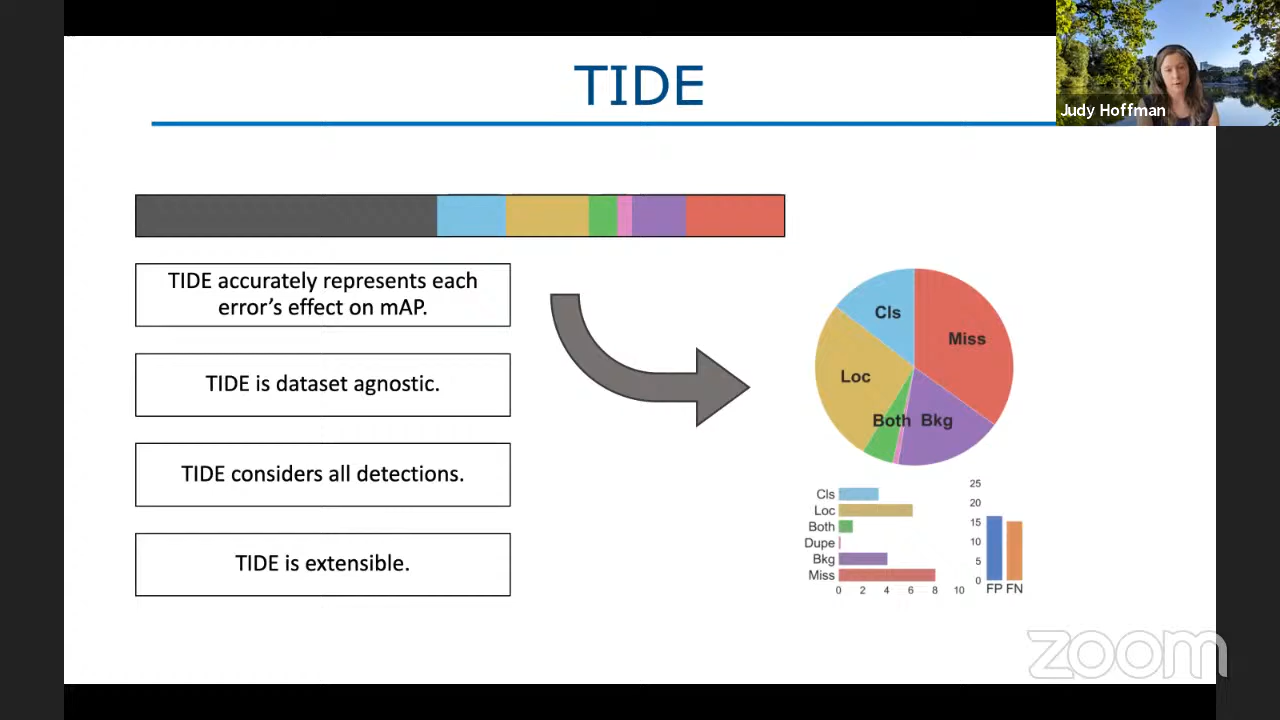 TIDE
Judy Hoffman
TIDE accurately represents each
error's effect on mAP.
TIDE is dataset agnostic.
TIDE considers all detections.
TIDE is extensible.
Cls
Miss
Loc
Both
Bkg
Cls
Loc
Both
Dupe
Bkg
Miss
0 2 4 6 8 10
25
20
15
10
5
0
FP FN
zoom